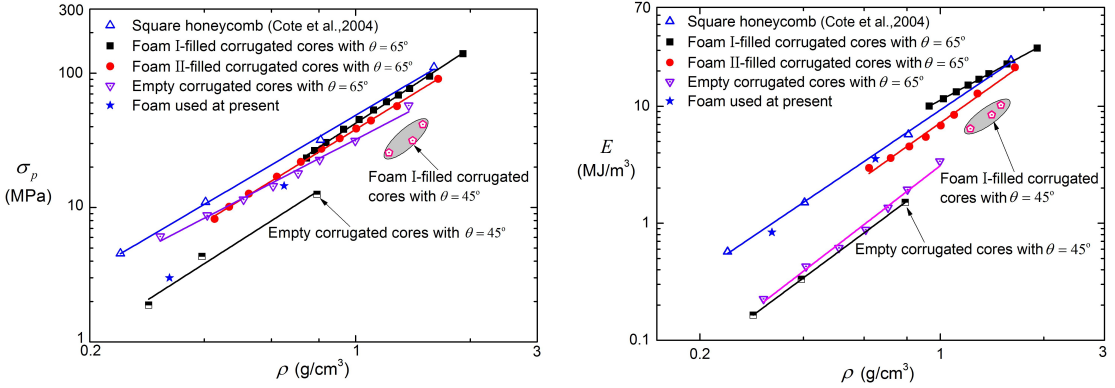 300
100
10
1
σp
(MPa)
Square honeycomb (Cote et al.,2004)
Foam I-filled corrugated cores with θ = 65°
Foam II-filled corrugated cores with θ = 65°
Empty corrugated cores with θ = 65°
Foam used at present
Foam I-filled corrugated
cores with θ = 45°
Empty corrugated cores with θ = 45°
0.2
1
3
ρ (g/cm³)
70
10
1
0.1
E
(MJ/m³)
Square honeycomb (Cote et al.,2004)
Foam I-filled corrugated cores with θ = 65°
Foam II-filled corrugated cores with θ = 65°
Empty corrugated cores with θ = 65°
Foam used at present
Foam I-filled corrugated
cores with θ = 45°
Empty corrugated cores with θ = 45°
0.2
1
3
ρ (g/cm³)